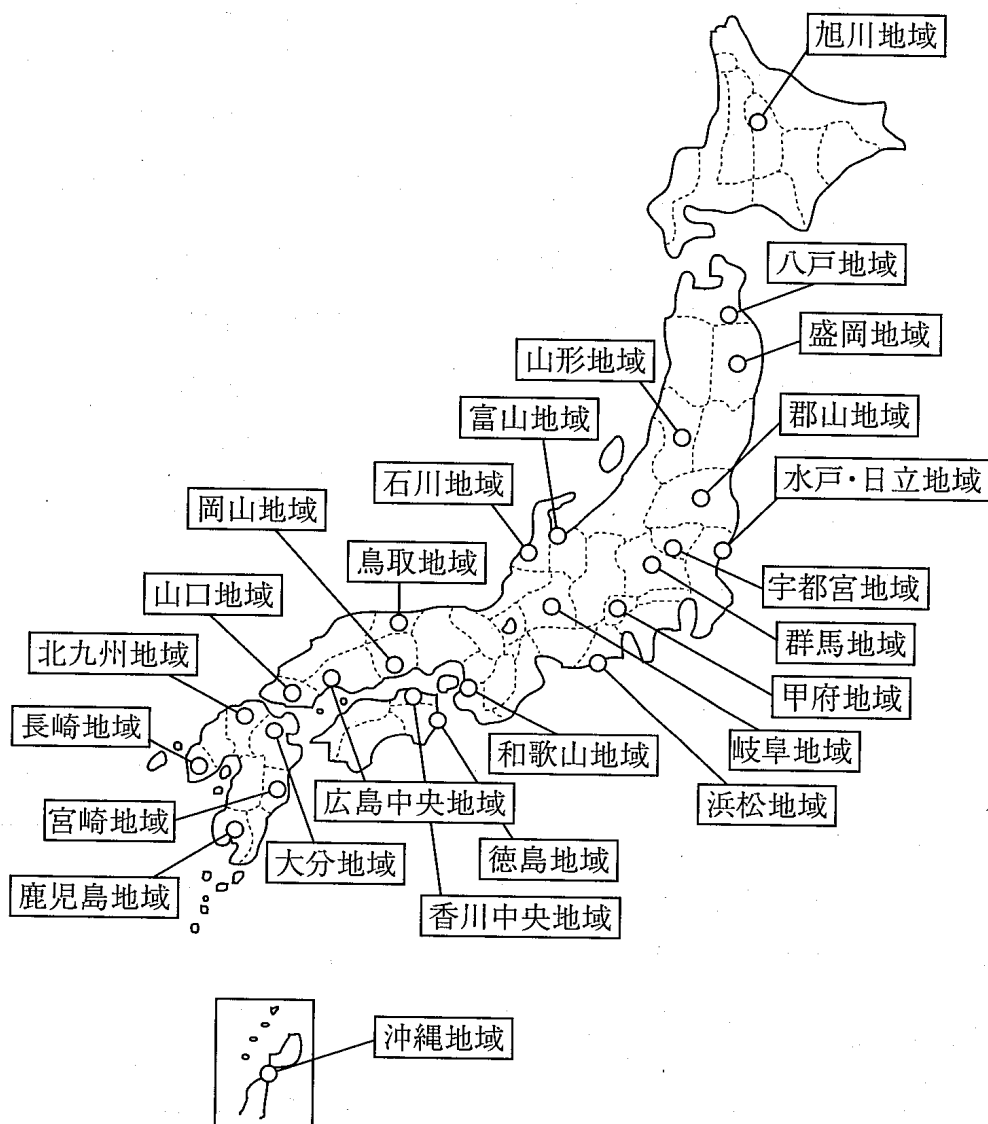 旭川地域
八戸地域
盛岡地域
山形地域
郡山地域
富山地域
水戸・日立地域
石川地域
岡山地域
鳥取地域
宇都宮地域
山口地域
群馬地域
北九州地域
甲府地域
長崎地域
和歌山地域
岐阜地域
宮崎地域
広島中央地域
浜松地域
大分地域
徳島地域
鹿児島地域
香川中央地域
沖縄地域